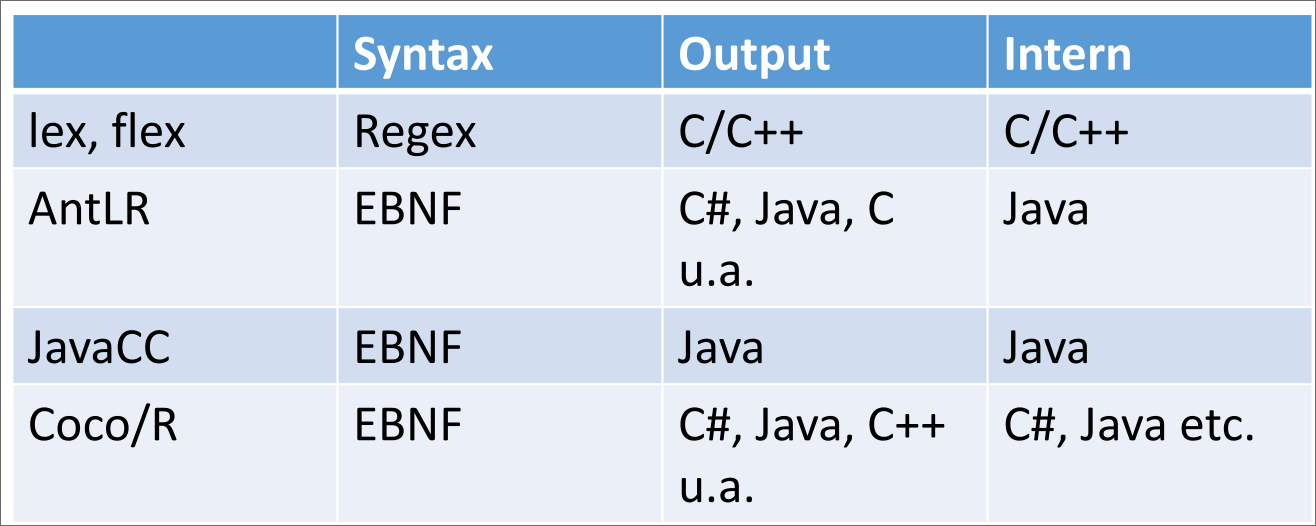 Syntax Output Intern
lex, flex Regex C/C++ C/C++
AntLR EBNF C#, Java, C Java
u.a.
JavaCC EBNF Java Java
Coco/R EBNF C#, Java, C++ C#, Java etc.
u.a.